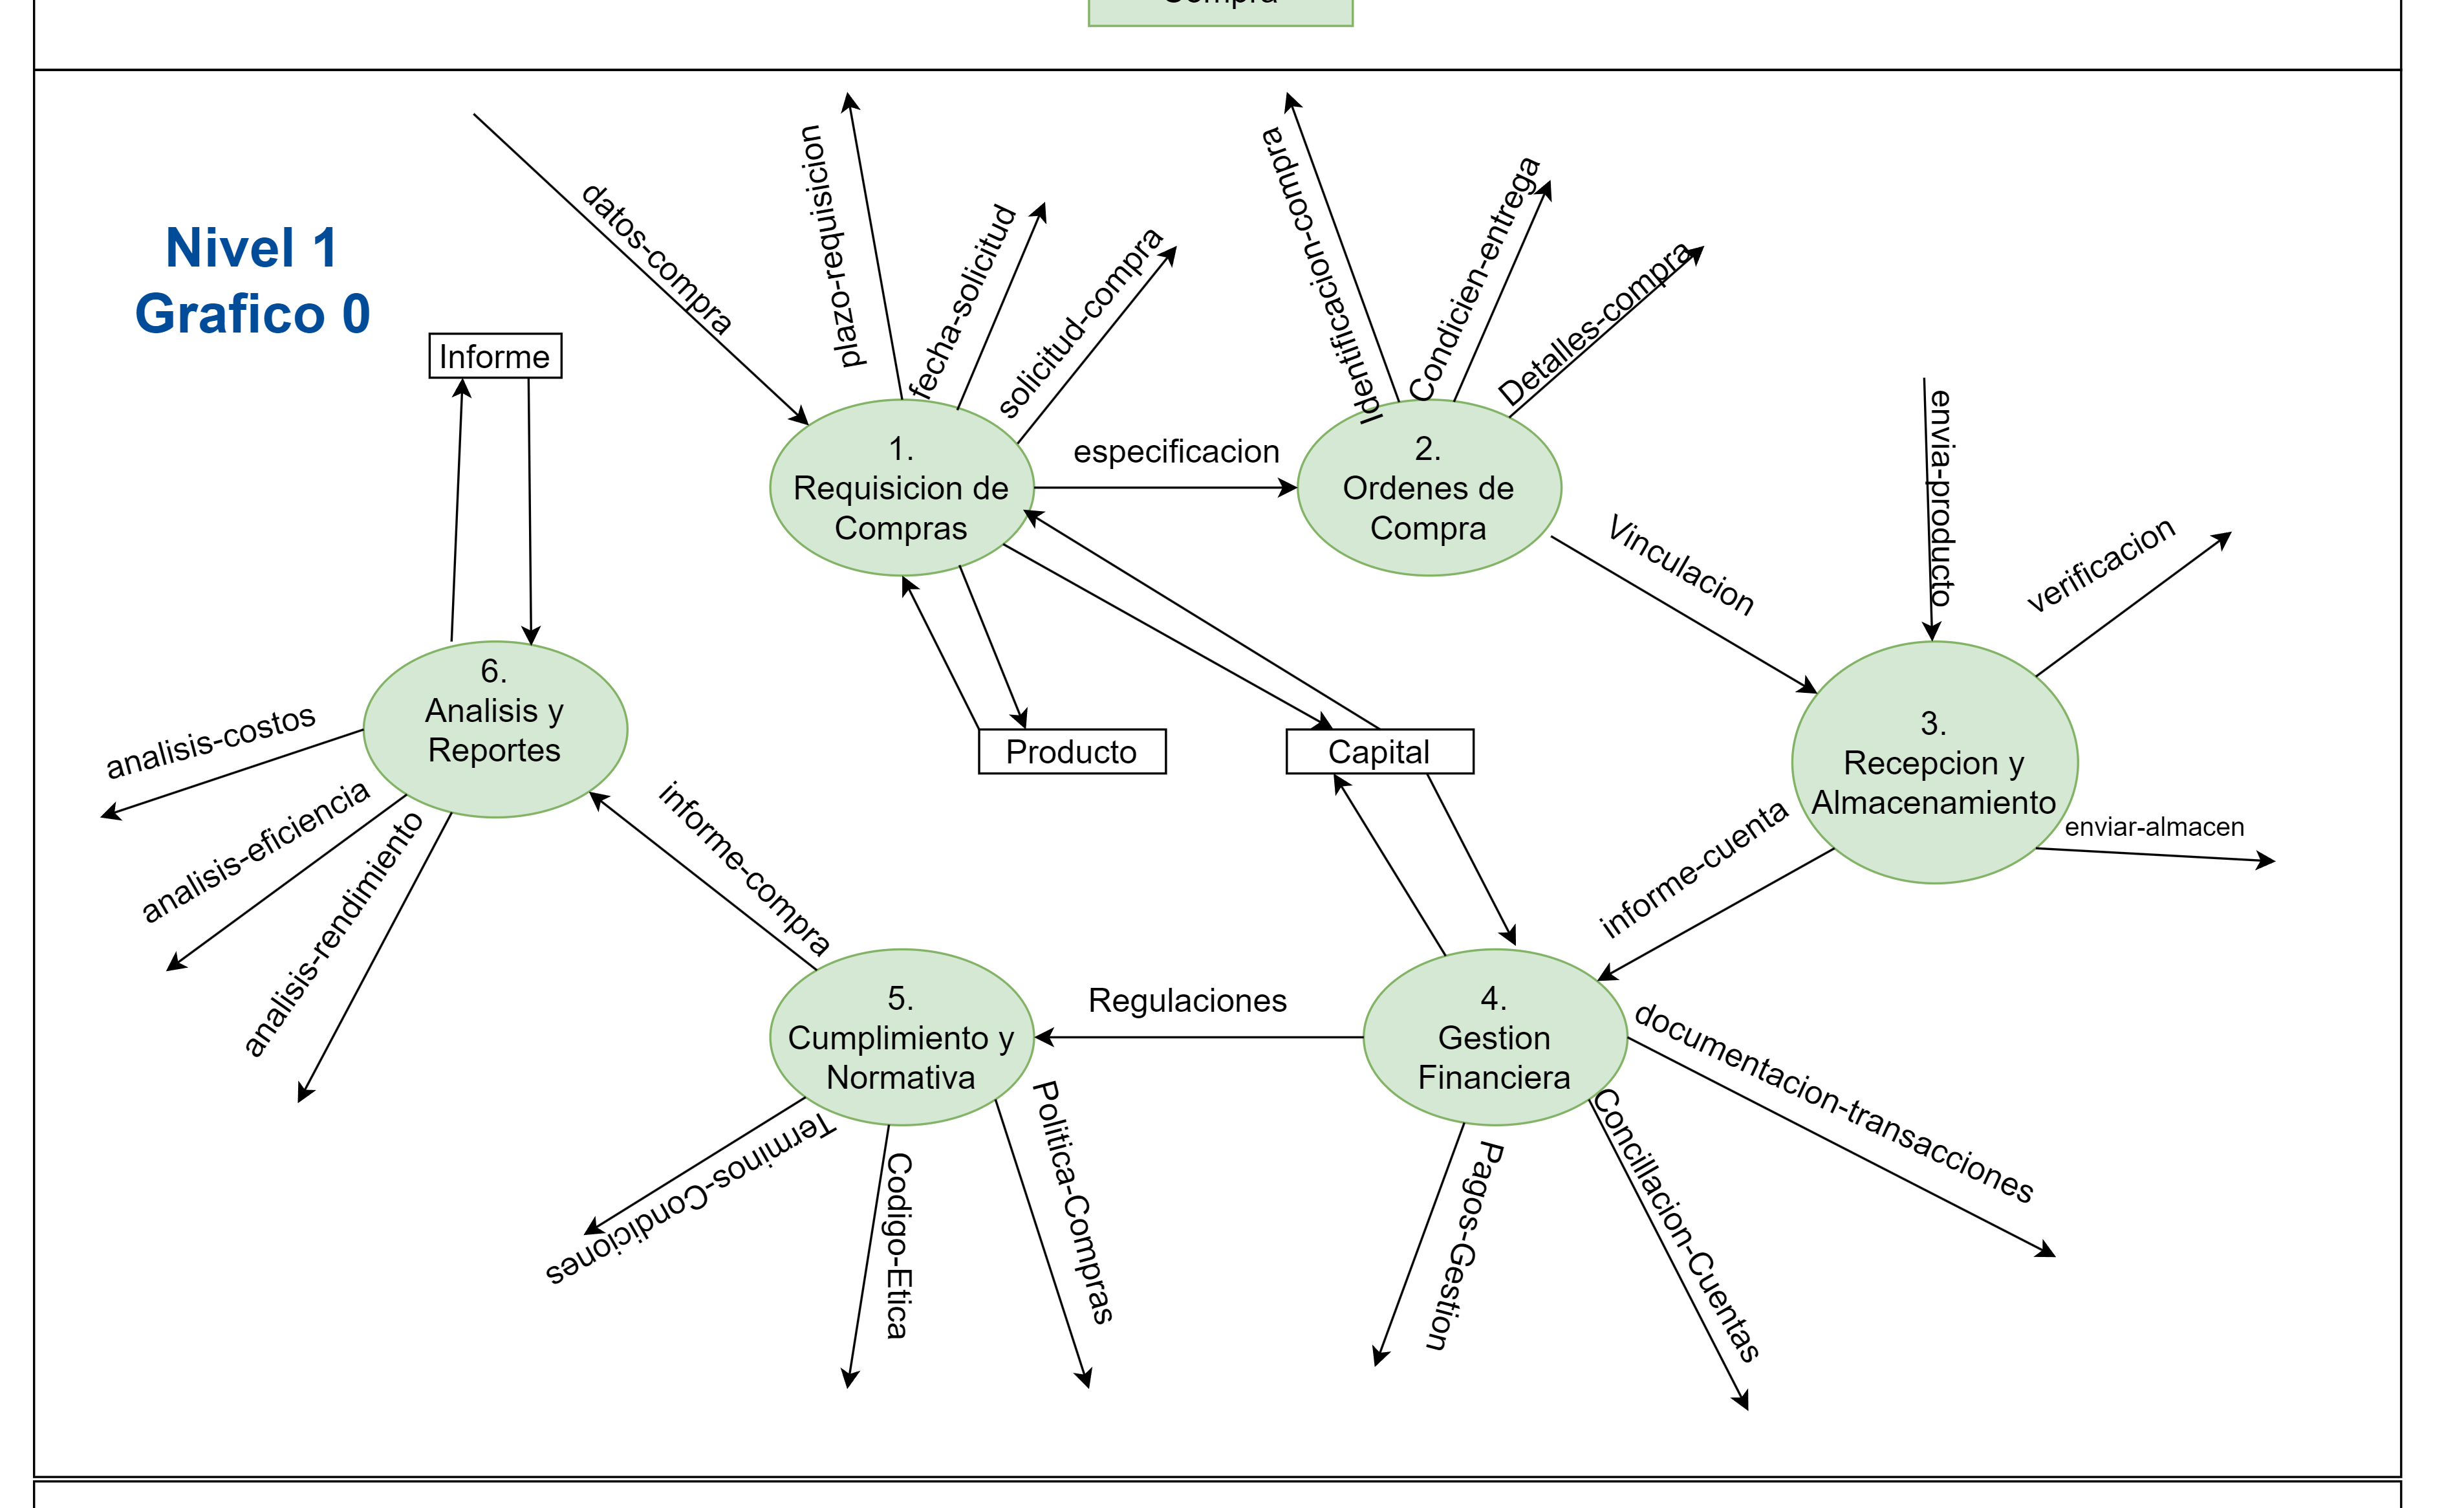 Compra
Nivel 1
Grafico 0
datos-compra
plazo-requisicion
fecha-solicitud
solicitud-compra
Identificacion-compra
Condicien-entrega
Detalles-compra
Informe
1.
Requisicion de
Compras
especificacion
2.
Ordenes de
Compra
envia-producto
Vinculacion
verificacion
6.
Analisis y
Reportes
Producto
Capital
3.
Recepcion y
Almacenamiento
analisis-costos
analisis-eficiencia
analisis-rendimiento
informe-compra
informe-cuenta
enviar-almacen
5.
Cumplimiento y
Normativa
Regulaciones
4.
Gestion
Financiera
documentacion-transacciones
Terminos-Condiciones
Codigo-Etica
Politica-Compras
Pagos-Gestion
Concillacion-Cuentas